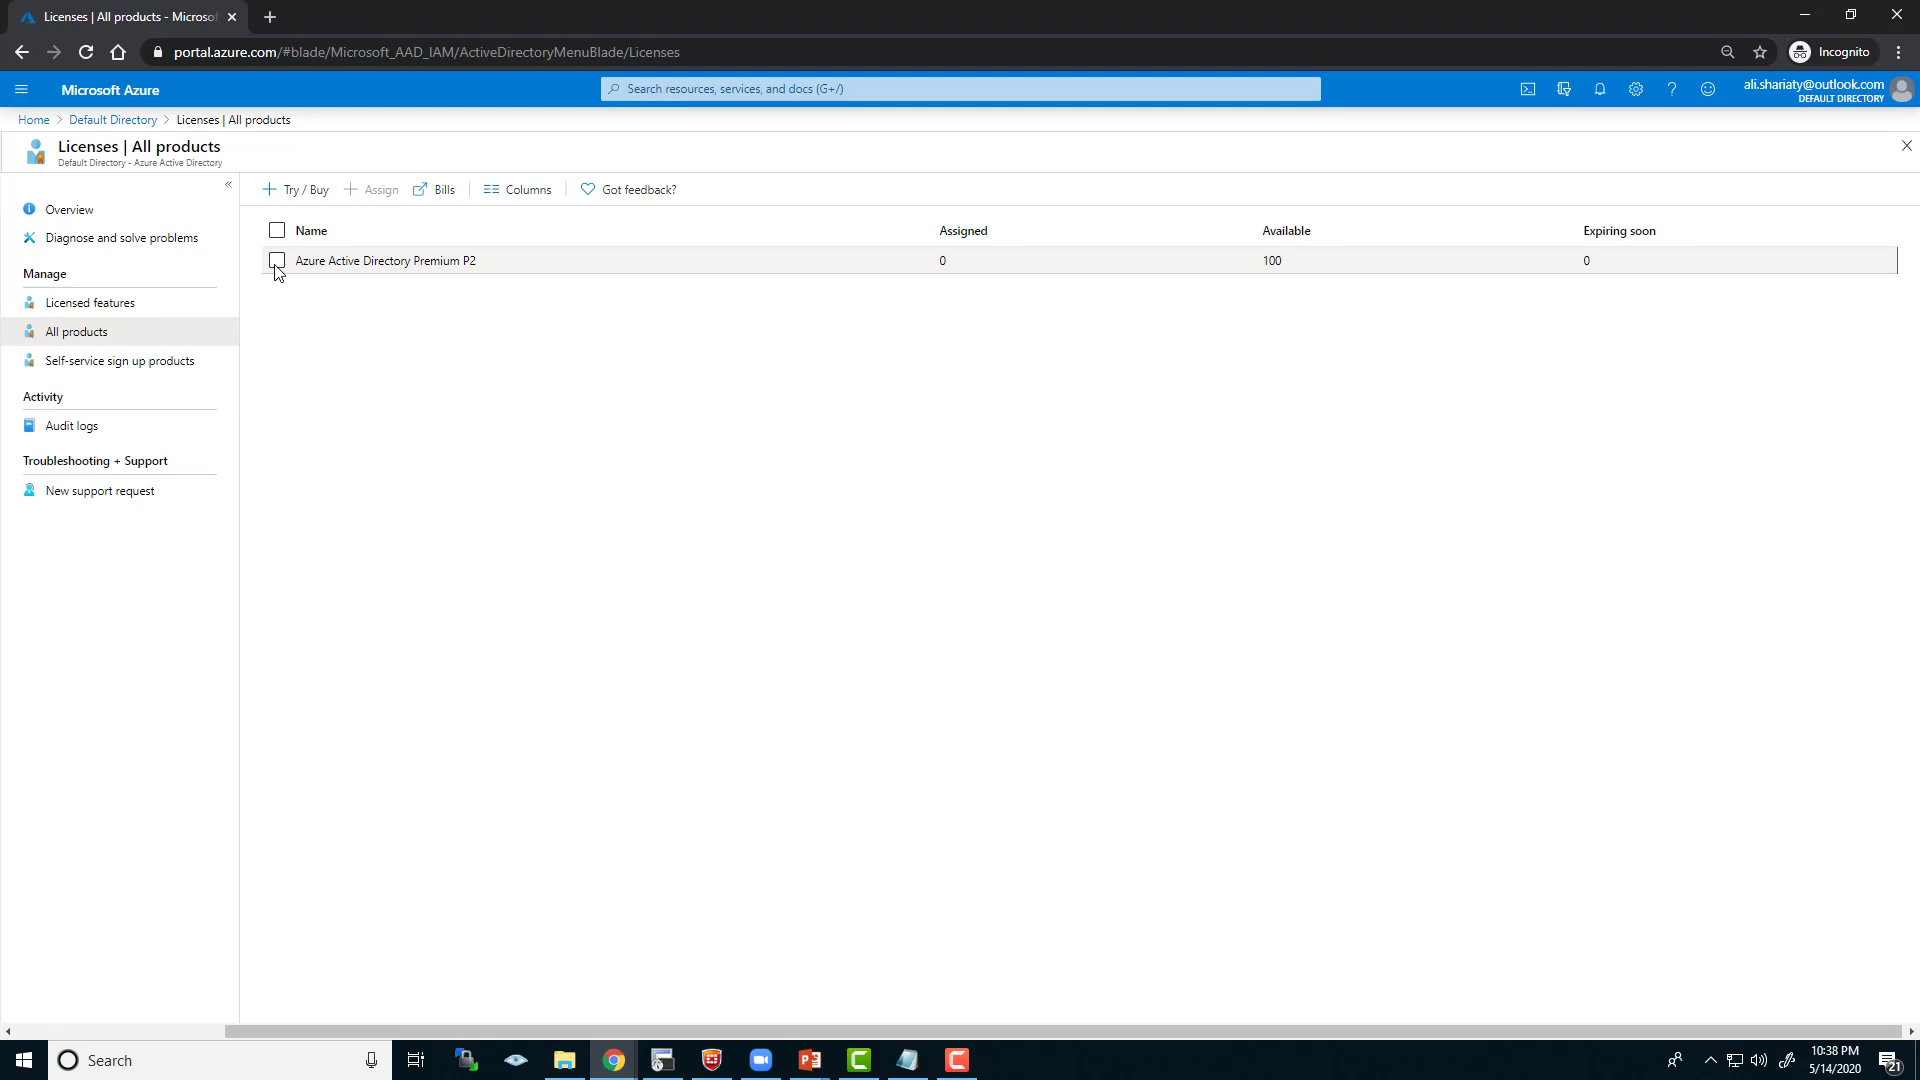 Licenses | All products - Microsof
portal.azure.com/#blade/Microsoft_AAD_IAM/ActiveDirectoryMenuBlade/Licenses
Incognito
Microsoft Azure
Search resources, services, and docs (G+/)
ali.shariaty@outlook.com
DEFAULT DIRECTORY
Home > Default Directory > Licenses | All products
Licenses | All products
Default Directory - Azure Active Directory
Try / Buy
Assign
Bills
Columns
Got feedback?
Overview
Diagnose and solve problems
Manage
Licensed features
All products
Self-service sign up products
Activity
Audit logs
Troubleshooting + Support
New support request
Name Assigned Available Expiring soon
Azure Active Directory Premium P2 0 100 0
Search
10:38 PM
5/14/2020
21